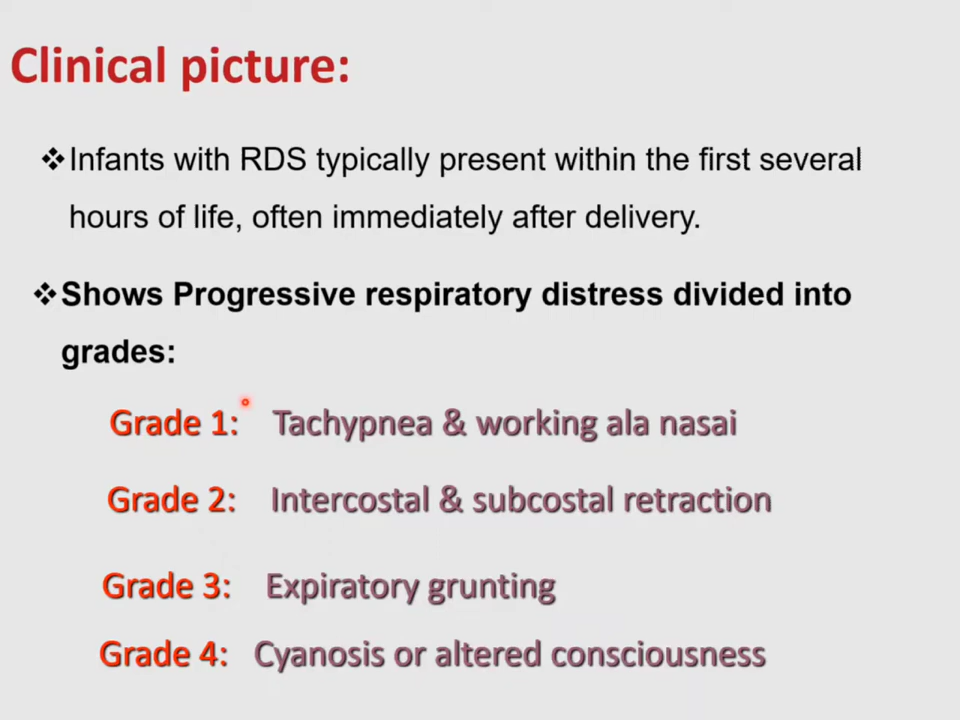 Clinical picture:
❖Infants with RDS typically present within the first several
hours of life, often immediately after delivery.
❖Shows Progressive respiratory distress divided into
grades:
Grade 1: Tachypnea & working ala nasai
Grade 2: Intercostal & subcostal retraction
Grade 3: Expiratory grunting
Grade 4: Cyanosis or altered consciousness